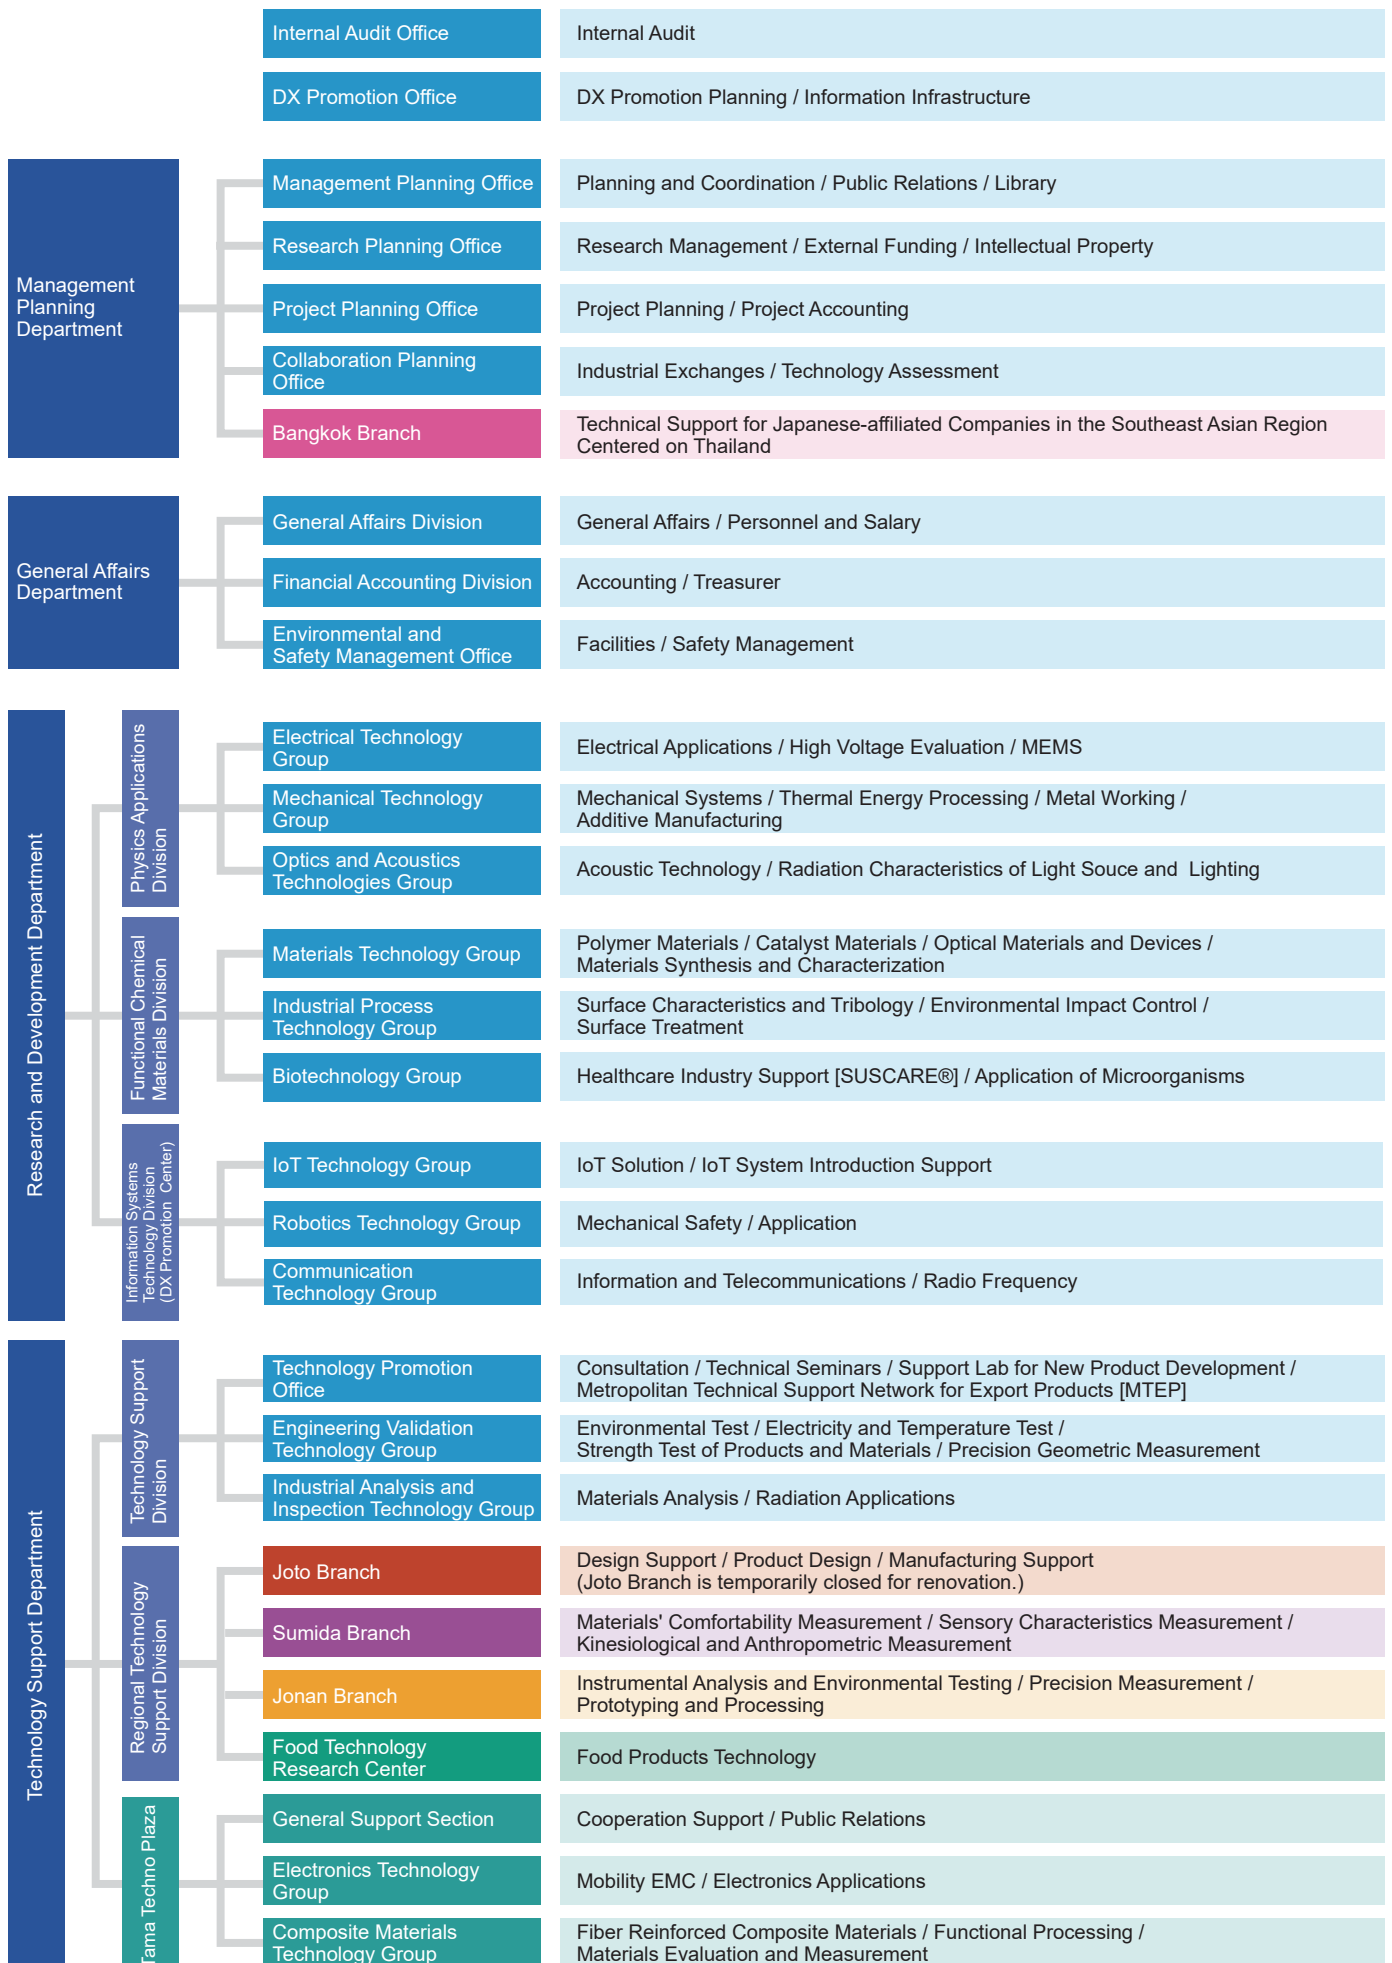 Internal Audit Office
Internal Audit
DX Promotion Office
DX Promotion Planning / Information Infrastructure
Management
Planning
Department
Management Planning Office
Planning and Coordination / Public Relations / Library
Research Planning Office
Research Management / External Funding / Intellectual Property
Project Planning Office
Project Planning / Project Accounting
Collaboration Planning
Office
Industrial Exchanges / Technology Assessment
Bangkok Branch
Technical Support for Japanese-affiliated Companies in the Southeast Asian Region
Centered on Thailand
General Affairs
Department
General Affairs Division
General Affairs / Personnel and Salary
Financial Accounting Division
Accounting / Treasurer
Environmental and
Safety Management Office
Facilities / Safety Management
Research and Development Department
Physics Applications
Division
Electrical Technology
Group
Electrical Applications / High Voltage Evaluation / MEMS
Mechanical Technology
Group
Mechanical Systems / Thermal Energy Processing / Metal Working /
Additive Manufacturing
Optics and Acoustics
Technologies Group
Acoustic Technology / Radiation Characteristics of Light Souce and  Lighting
Functional Chemical
Materials Division
Materials Technology Group
Polymer Materials / Catalyst Materials / Optical Materials and Devices /
Materials Synthesis and Characterization
Industrial Process
Technology Group
Surface Characteristics and Tribology / Environmental Impact Control /
Surface Treatment
Biotechnology Group
Healthcare Industry Support [SUSCARE®] / Application of Microorganisms
Information Systems
Technology Division
(DX Promotion  Center)
IoT Technology Group
IoT Solution / IoT System Introduction Support
Robotics Technology Group
Mechanical Safety / Application
Communication
Technology Group
Information and Telecommunications / Radio Frequency
Technology Support Department
Technology Support
Division
Technology Promotion
Office
Consultation / Technical Seminars / Support Lab for New Product Development /
Metropolitan Technical Support Network for Export Products [MTEP]
Engineering Validation
Technology Group
Environmental Test / Electricity and Temperature Test /
Strength Test of Products and Materials / Precision Geometric Measurement
Industrial Analysis and
Inspection Technology Group
Materials Analysis / Radiation Applications
Regional Technology
Support Division
Joto Branch
Design Support / Product Design / Manufacturing Support
(Joto Branch is temporarily closed for renovation.)
Sumida Branch
Materials' Comfortability Measurement / Sensory Characteristics Measurement /
Kinesiological and Anthropometric Measurement
Jonan Branch
Instrumental Analysis and Environmental Testing / Precision Measurement /
Prototyping and Processing
Food Technology
Research Center
Food Products Technology
Tama Techno Plaza
General Support Section
Cooperation Support / Public Relations
Electronics Technology
Group
Mobility EMC / Electronics Applications
Composite Materials
Technology Group
Fiber Reinforced Composite Materials / Functional Processing /
Materials Evaluation and Measurement